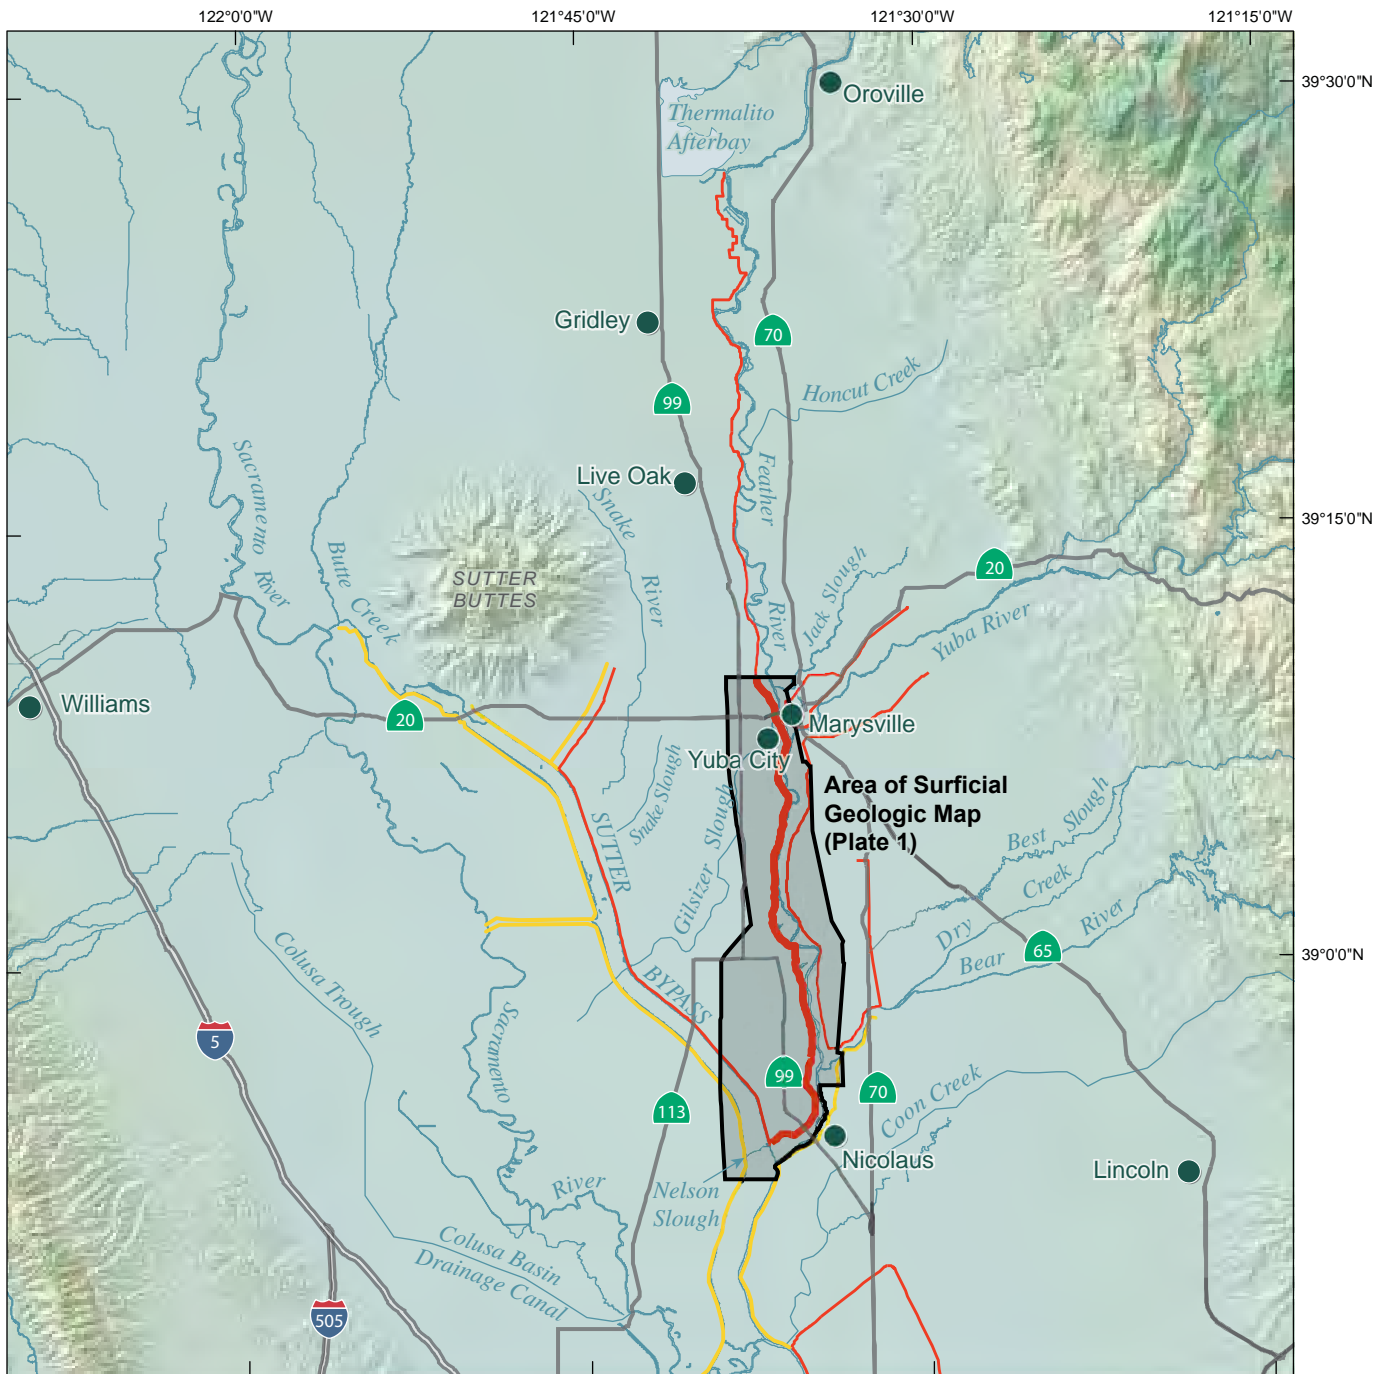 122°0'0"W
121°45'0"W
121°30'0"W
121°15'0"W
39°30'0"N
Oroville
Thermalito
Afterbay
Gridley
70
99
Honcut Creek
Live Oak
Feather
River
Sacramento
River
Butte Creek
Snake
River
SUTTER
BUTTES
39°15'0"N
20
Jack Slough
Yuba River
Williams
20
Marysville
Yuba City
Area of Surficial
Geologic Map
(Plate 1)
Snake Slough
Gilsizer Slough
SUTTER
BYPASS
Best Slough
Dry Creek
Bear River
65
39°0'0"N
Colusa Trough
Sacramento
River
5
113
99
70
Coon Creek
Nicolaus
Lincoln
Nelson
Slough
Colusa Basin
Drainage Canal
505